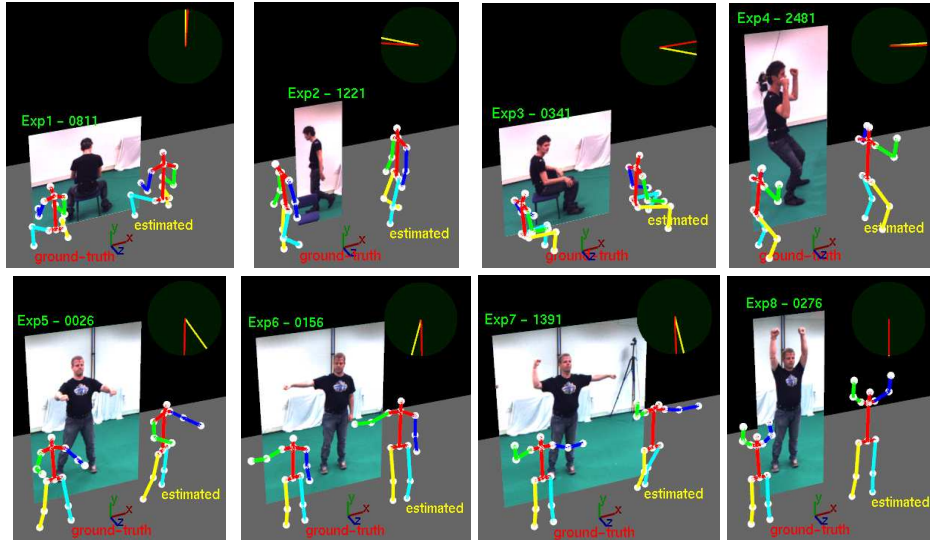 Exp1 - 0811
estimated
x
y
z
ground-truth
Exp2 - 1221
estimated
x
y
z
ground-truth
Exp3 - 0341
estimated
x
y
z
ground-truth
Exp4 - 2481
estimated
x
y
z
ground-truth
Exp5 - 0026
estimated
x
y
z
ground-truth
Exp6 - 0156
estimated
x
y
z
ground-truth
Exp7 - 1391
estimated
x
y
z
ground-truth
Exp8 - 0276
estimated
x
y
z
ground-truth